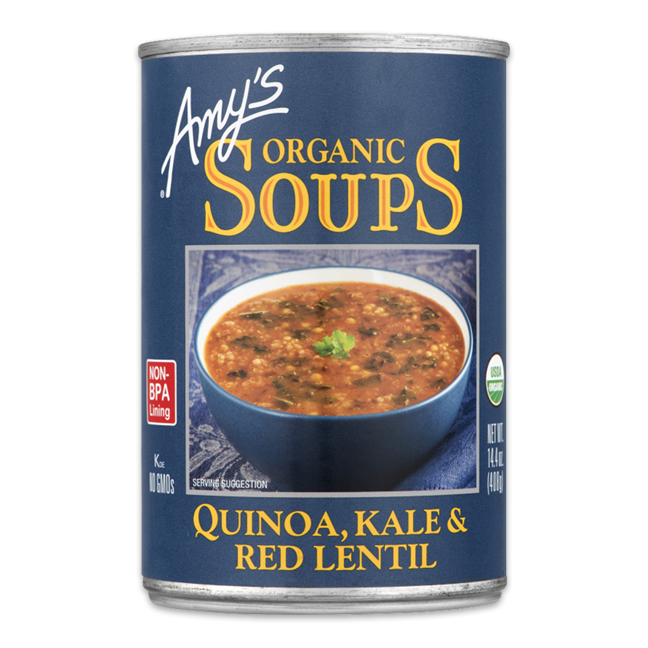 Amy's
®
ORGANIC
SOUPS
NON-
BPA
Lining
USDA
ORGANIC
NET WT.
14.4 oz.
(408g)
K DE
NO GMOs
SERVING SUGGESTION
QUINOA, KALE &
RED LENTIL